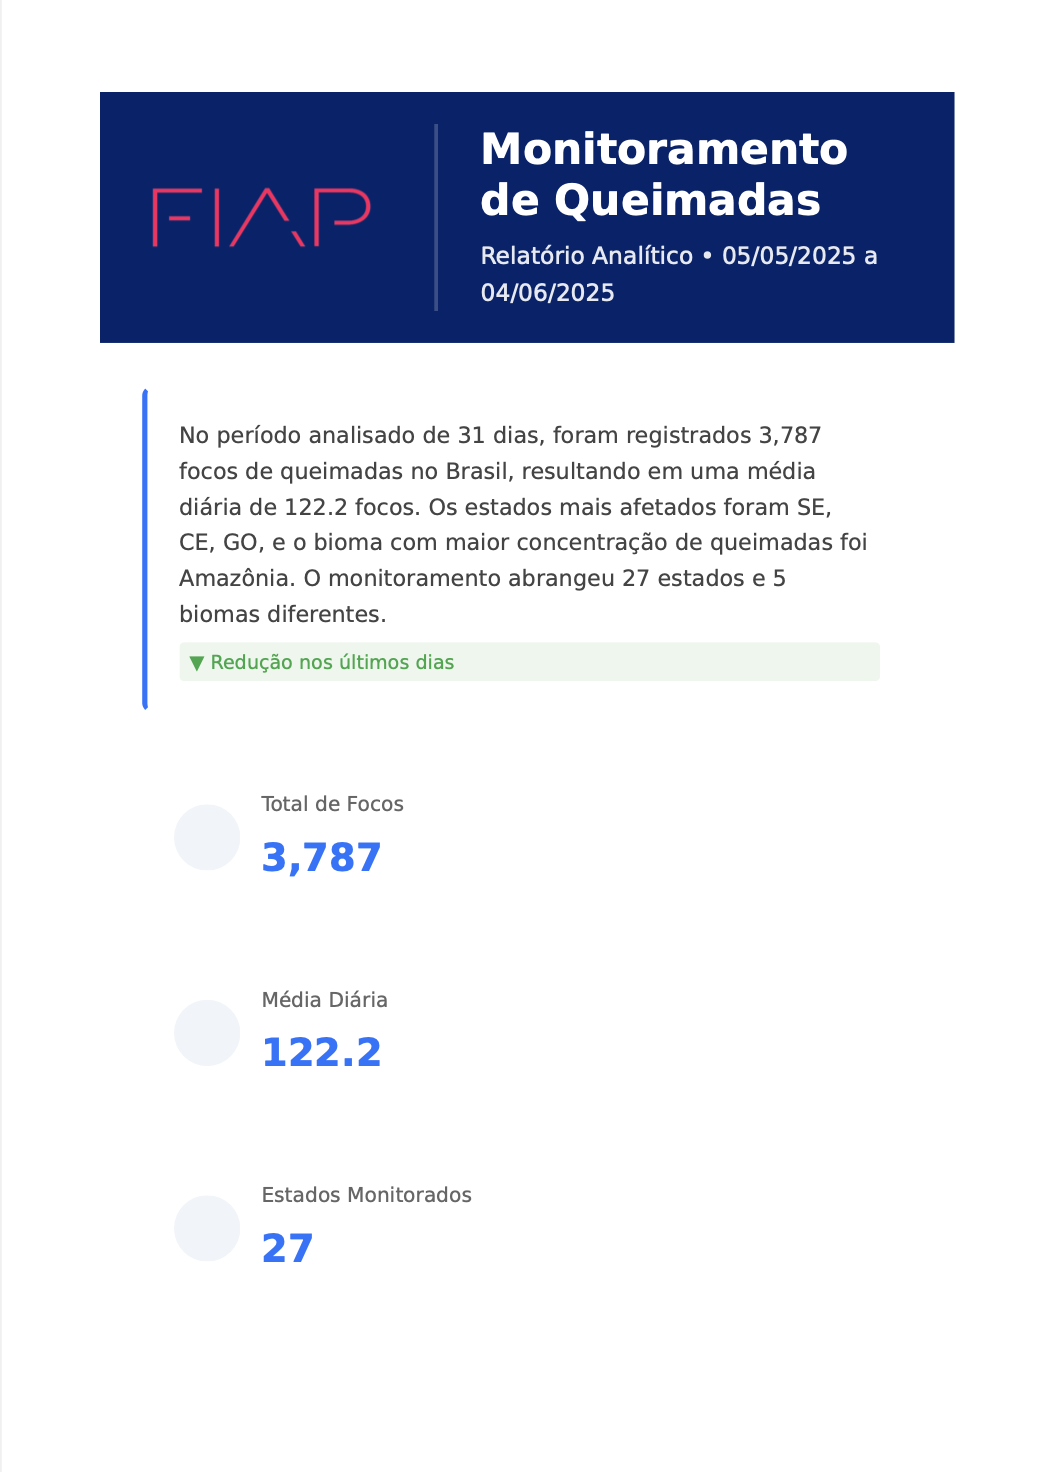 FIAP
Monitoramento
de Queimadas
Relatório Analítico • 05/05/2025 a
04/06/2025
No período analisado de 31 dias, foram registrados 3,787
focos de queimadas no Brasil, resultando em uma média
diária de 122.2 focos. Os estados mais afetados foram SE,
CE, GO, e o bioma com maior concentração de queimadas foi
Amazônia. O monitoramento abrangeu 27 estados e 5
biomas diferentes.
▼ Redução nos últimos dias
Total de Focos
3,787
Média Diária
122.2
Estados Monitorados
27